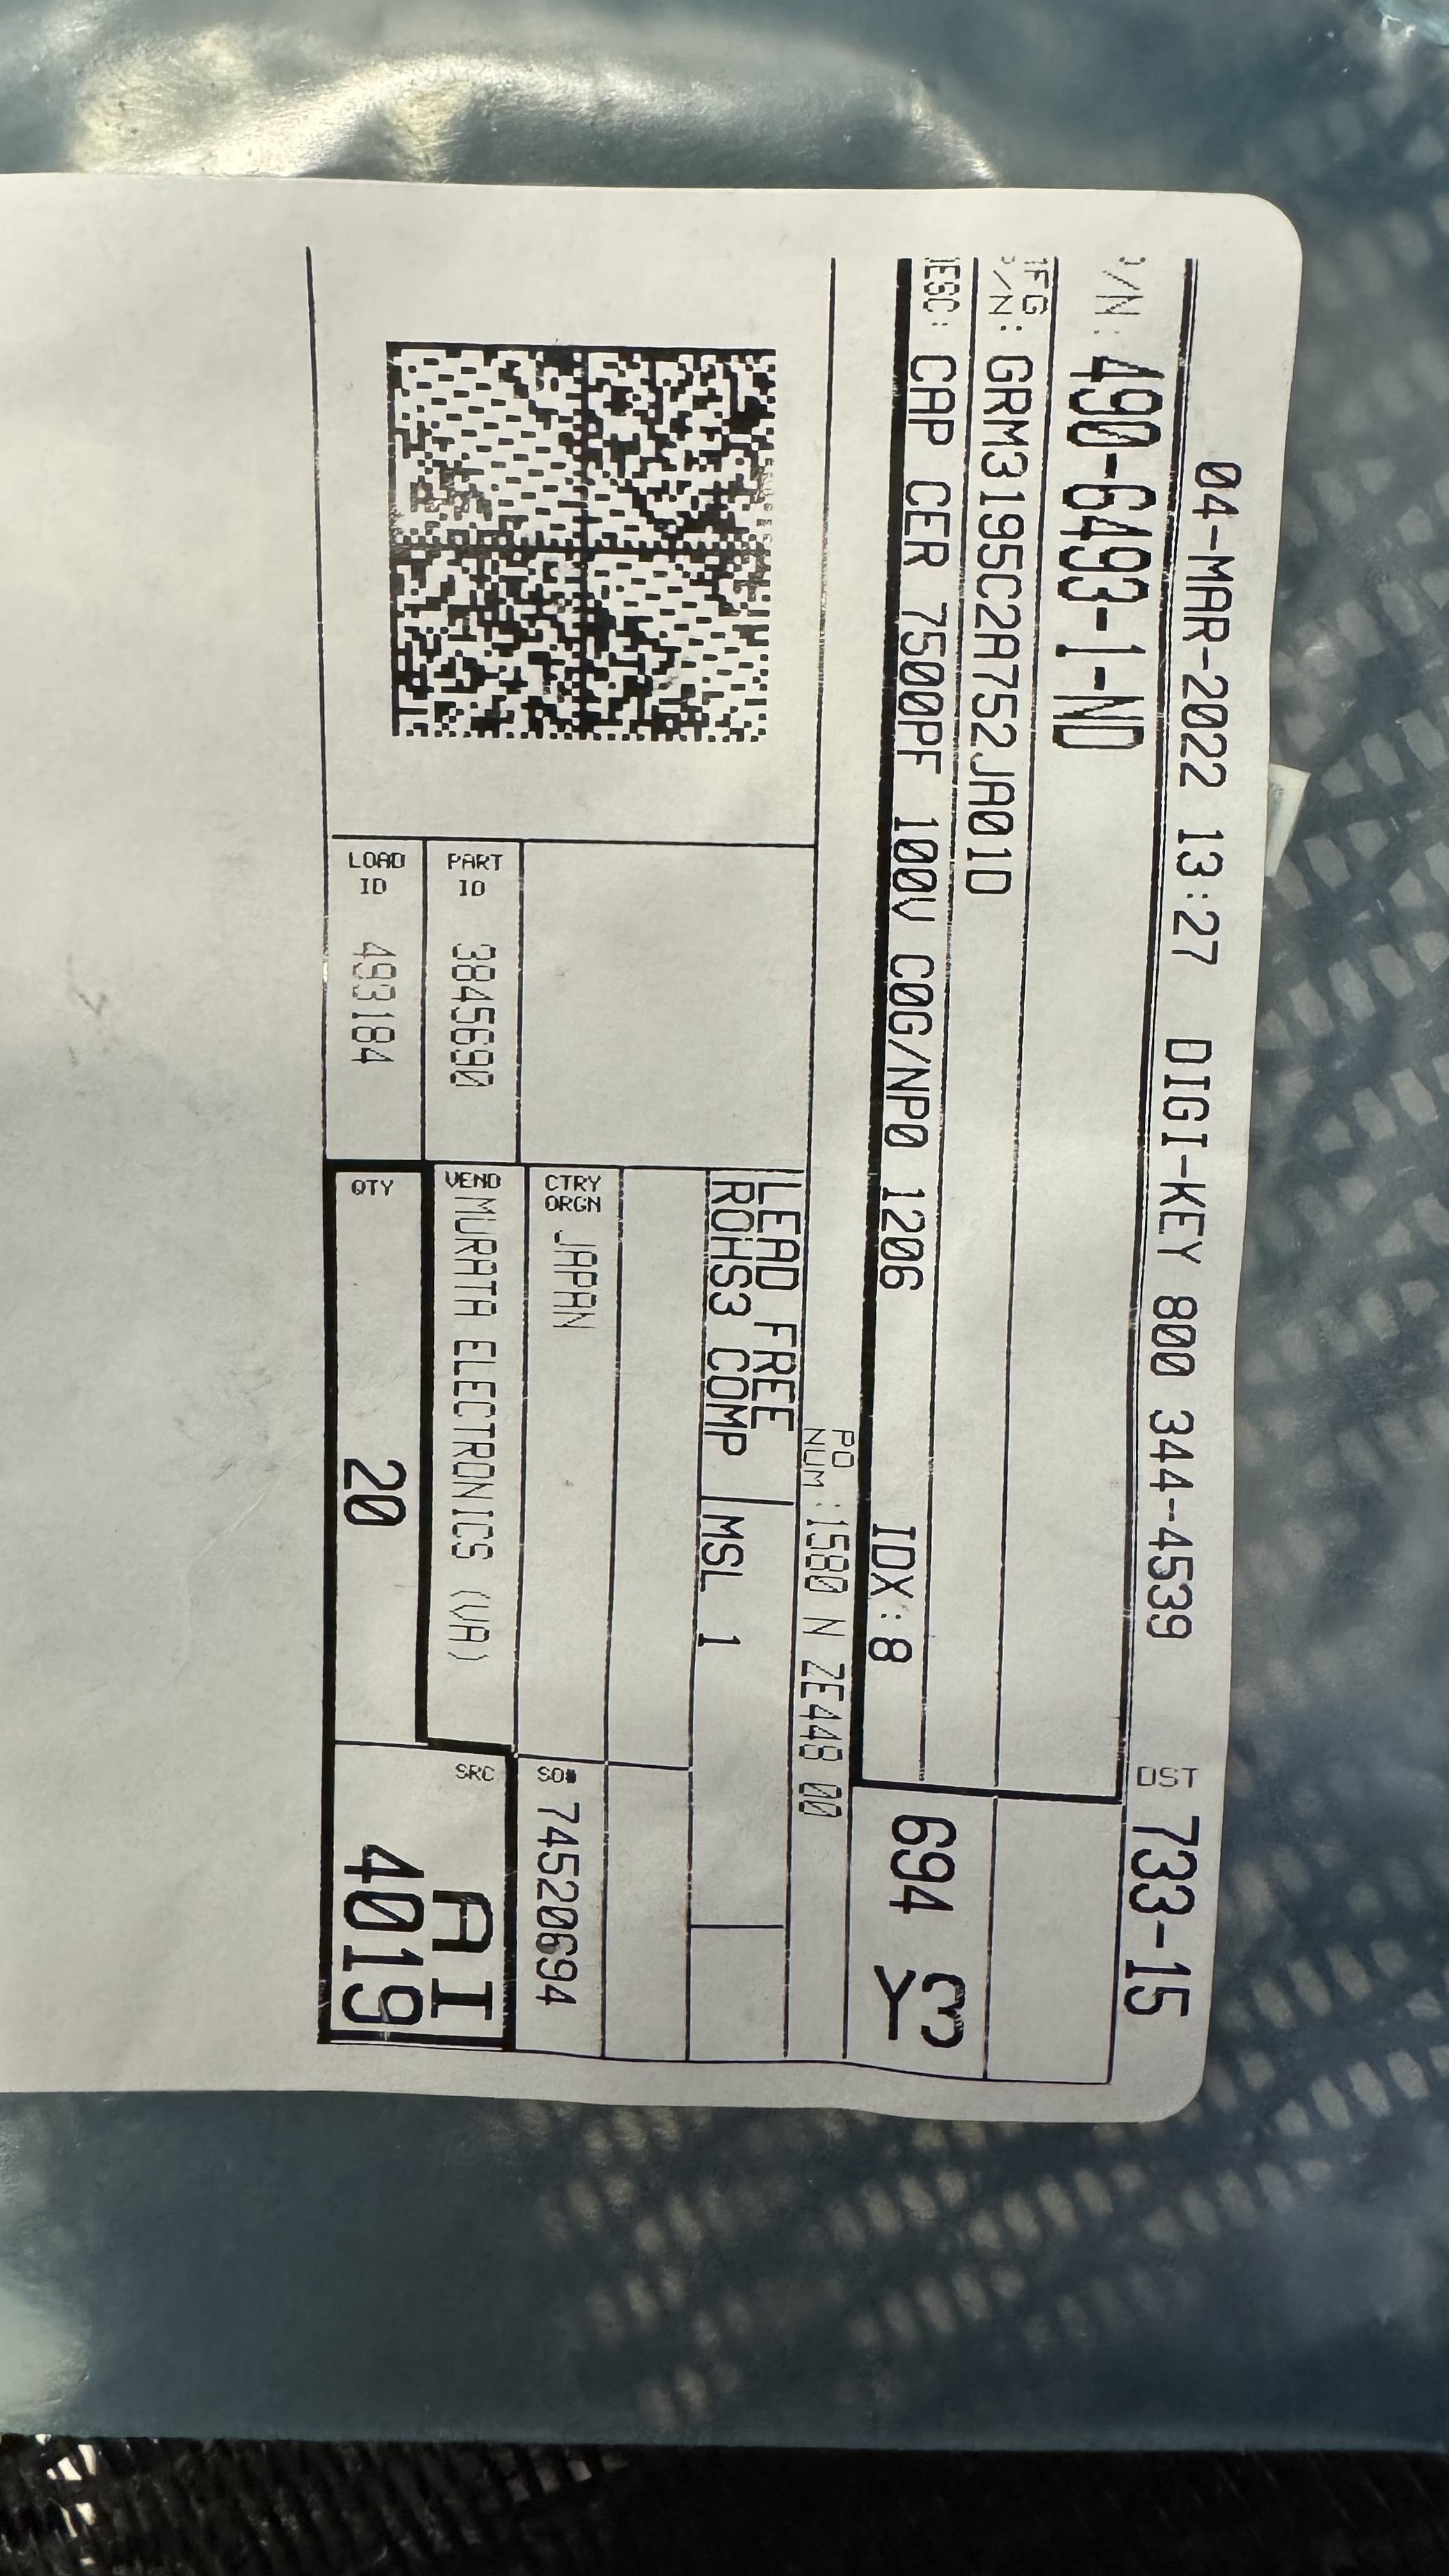 04-MAR-2022 13:27 DIGI-KEY 800 344-4539 DST 733-15
P/N: 490-6493-1-ND
MFG P/N: GRM3195C2A752JA01D
DESC: CAP CER 7500PF 100V C0G/NP0 1206 IDX:8
694 3Y
PO NUM :1580 N ZE448 00
LEAD FREE
ROHS3 COMP MSL 1
CTRY ORGN JAPAN
SO# 74520694
PART ID 3845690
VEND MURATA ELECTRONICS (VA)
LOAD ID 493184
QTY 20
SRC AI
4019